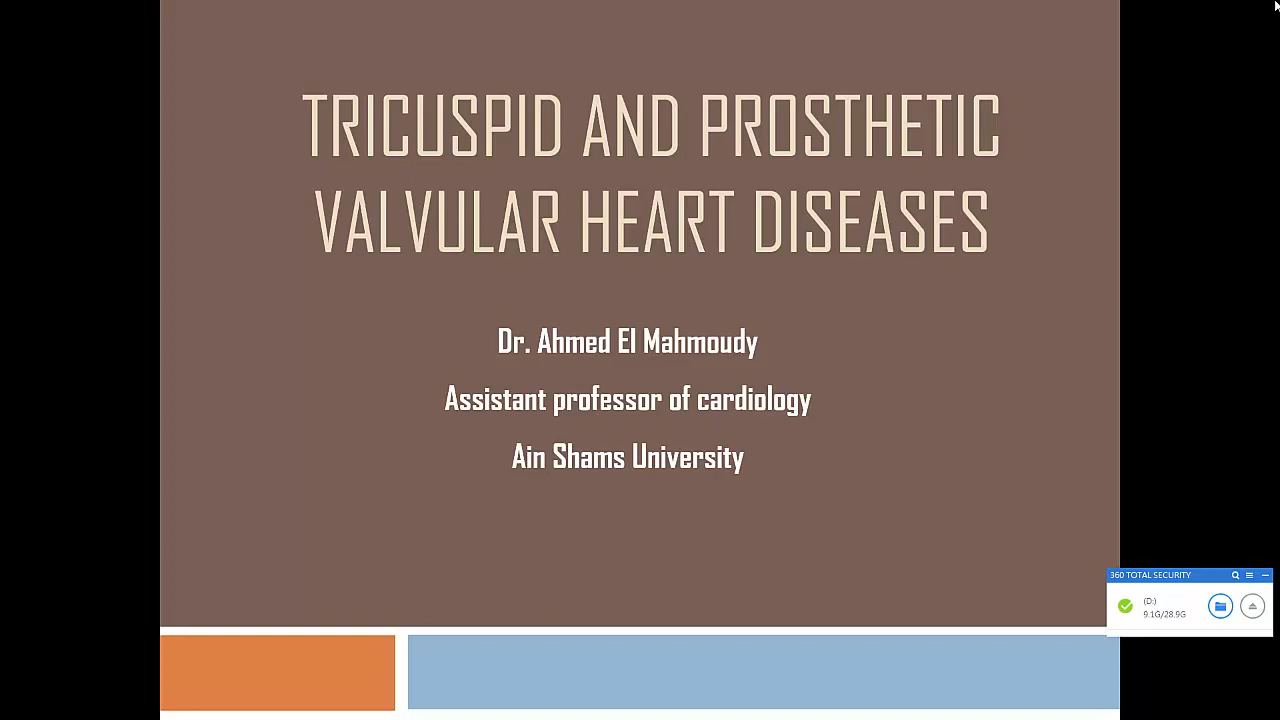 TRICUSPID AND PROSTHETIC
VALVULAR HEART DISEASES
Dr. Ahmed El Mahmoudy
Assistant professor of cardiology
Ain Shams University
360 TOTAL SECURITY
(D:)
9.1G/28.9G